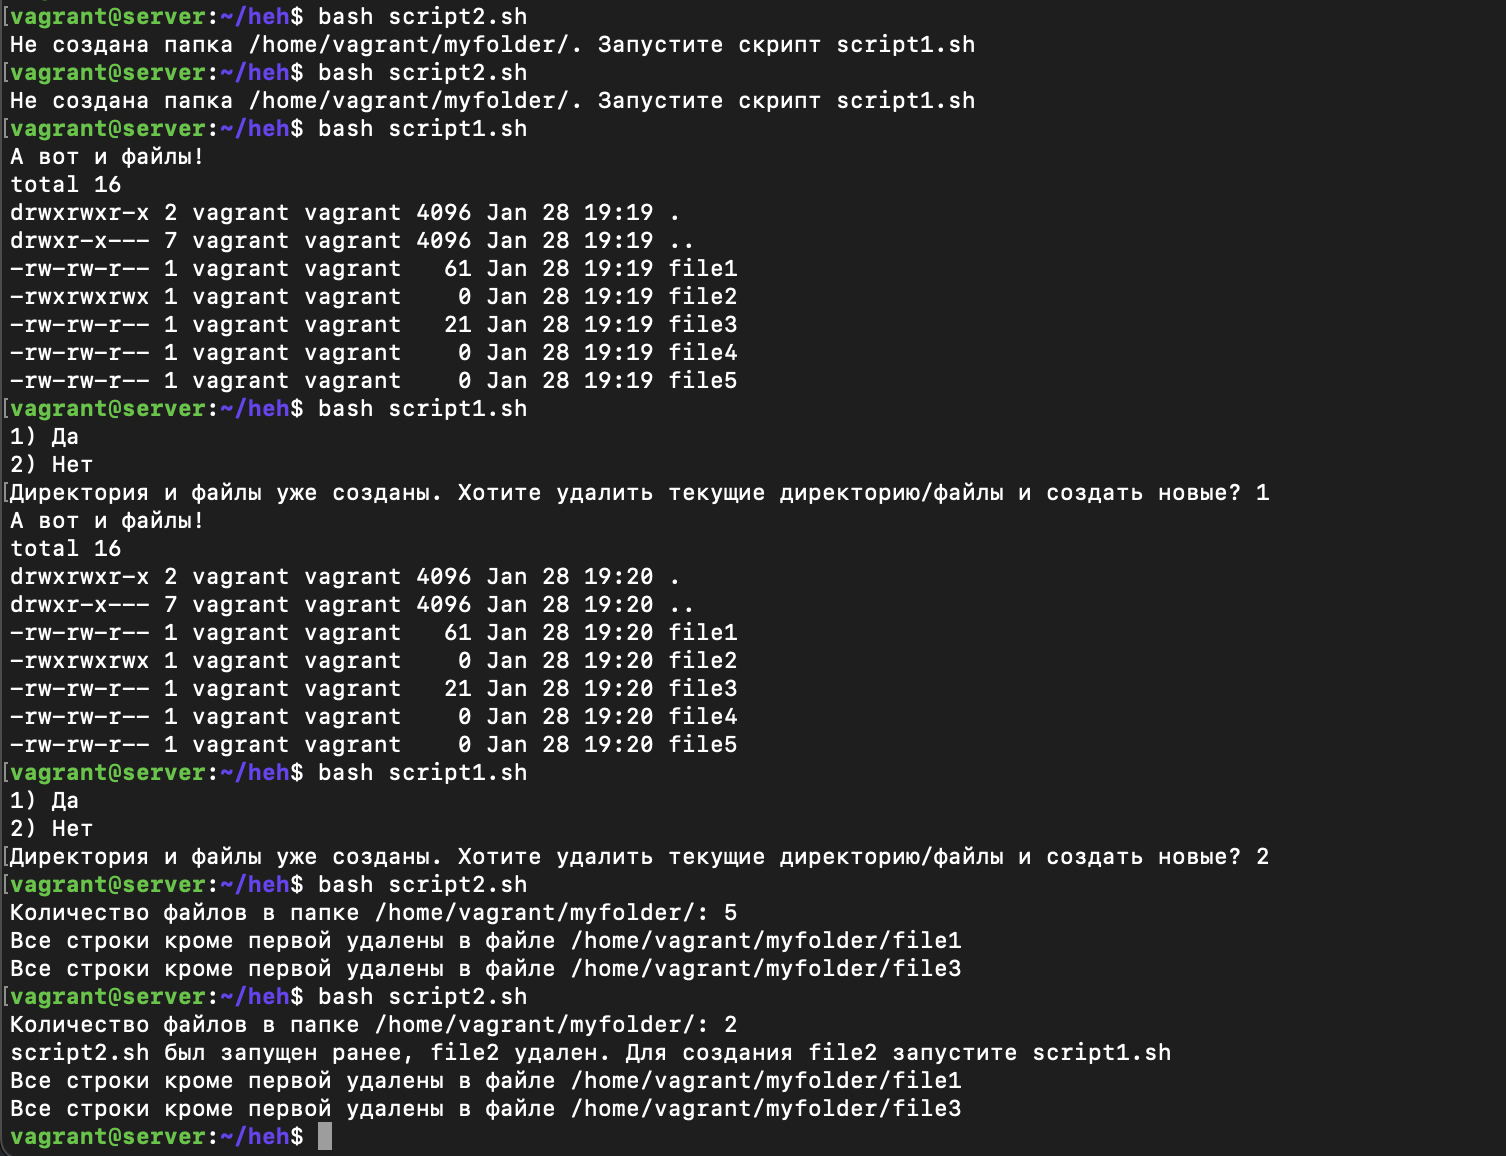 [vagrant@server:~/heh$ bash script2.sh
Не создана папка /home/vagrant/myfolder/. Запустите скрипт script1.sh
[vagrant@server:~/heh$ bash script2.sh
Не создана папка /home/vagrant/myfolder/. Запустите скрипт script1.sh
[vagrant@server:~/heh$ bash script1.sh
А вот и файлы!
total 16
drwxrwxr-x 2 vagrant vagrant 4096 Jan 28 19:19 .
drwxr-x--- 7 vagrant vagrant 4096 Jan 28 19:19 ..
-rw-rw-r-- 1 vagrant vagrant   61 Jan 28 19:19 file1
-rwxrwxrwx 1 vagrant vagrant    0 Jan 28 19:19 file2
-rw-rw-r-- 1 vagrant vagrant   21 Jan 28 19:19 file3
-rw-rw-r-- 1 vagrant vagrant    0 Jan 28 19:19 file4
-rw-rw-r-- 1 vagrant vagrant    0 Jan 28 19:19 file5
[vagrant@server:~/heh$ bash script1.sh
1) Да
2) Нет
[Директория и файлы уже созданы. Хотите удалить текущие директорию/файлы и создать новые? 1
А вот и файлы!
total 16
drwxrwxr-x 2 vagrant vagrant 4096 Jan 28 19:20 .
drwxr-x--- 7 vagrant vagrant 4096 Jan 28 19:20 ..
-rw-rw-r-- 1 vagrant vagrant   61 Jan 28 19:20 file1
-rwxrwxrwx 1 vagrant vagrant    0 Jan 28 19:20 file2
-rw-rw-r-- 1 vagrant vagrant   21 Jan 28 19:20 file3
-rw-rw-r-- 1 vagrant vagrant    0 Jan 28 19:20 file4
-rw-rw-r-- 1 vagrant vagrant    0 Jan 28 19:20 file5
[vagrant@server:~/heh$ bash script1.sh
1) Да
2) Нет
[Директория и файлы уже созданы. Хотите удалить текущие директорию/файлы и создать новые? 2
[vagrant@server:~/heh$ bash script2.sh
Количество файлов в папке /home/vagrant/myfolder/: 5
Все строки кроме первой удалены в файле /home/vagrant/myfolder/file1
Все строки кроме первой удалены в файле /home/vagrant/myfolder/file3
[vagrant@server:~/heh$ bash script2.sh
Количество файлов в папке /home/vagrant/myfolder/: 2
script2.sh был запущен ранее, file2 удален. Для создания file2 запустите script1.sh
Все строки кроме первой удалены в файле /home/vagrant/myfolder/file1
Все строки кроме первой удалены в файле /home/vagrant/myfolder/file3
vagrant@server:~/heh$